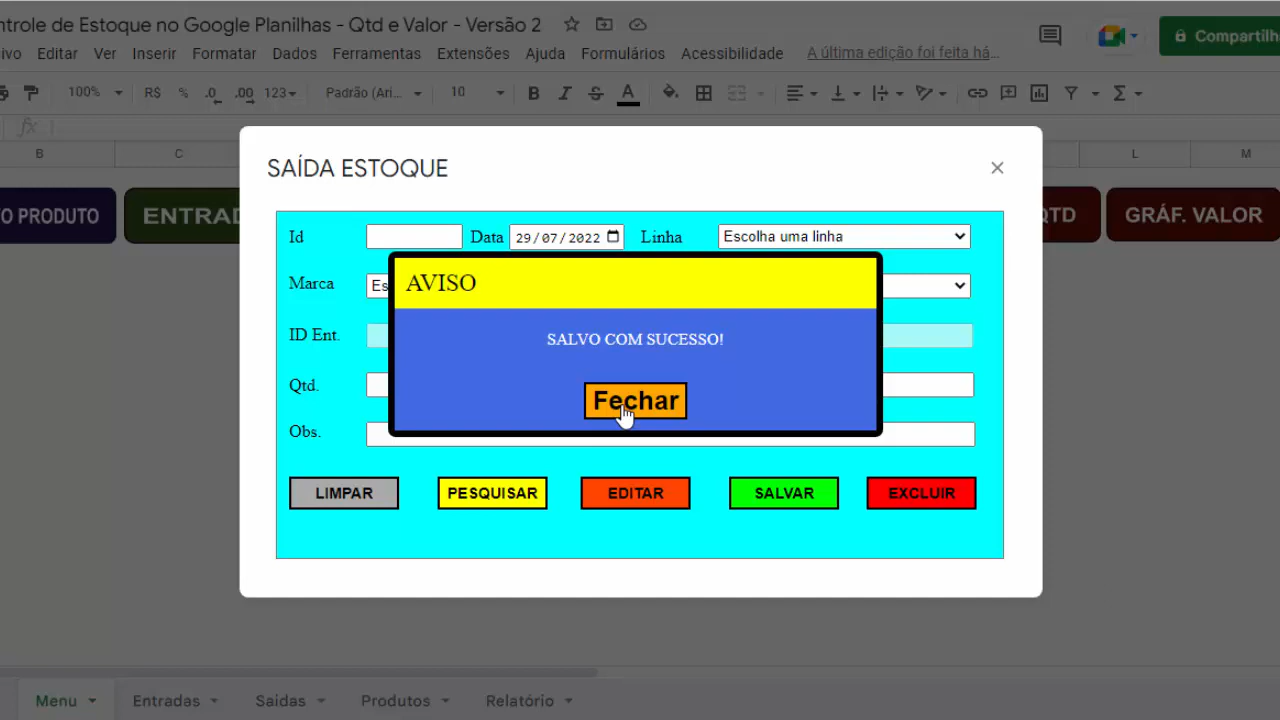 ntrole de Estoque no Google Planilhas - Qtd e Valor - Versão 2
ivo Editar Ver Inserir Formatar Dados Ferramentas Extensões Ajuda Formulários Acessibilidade A última edição foi feita há... Compartilh
100% R$ % .0 .00 123 Padrão (Ari... 10 B I S A
fx
B C L M
O PRODUTO ENTRAD QTD GRÁF. VALOR
SAÍDA ESTOQUE
Id Data 29/07/2022 Linha Escolha uma linha
Marca Es
AVISO
SALVO COM SUCESSO!
Fechar
ID Ent.
Qtd.
Obs.
LIMPAR PESQUISAR EDITAR SALVAR EXCLUIR
Menu Entradas Saidas Produtos Relatório